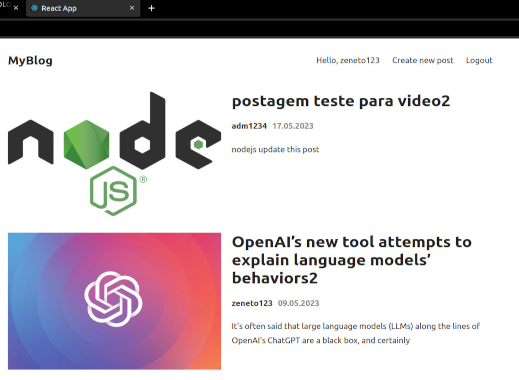 React App
MyBlog
Hello, zeneto123 Create new post Logout
node
JS®
postagem teste para video2
adm1234 17.05.2023
nodejs update this post
OpenAI's new tool attempts to
explain language models'
behaviors2
zeneto123 09.05.2023
It's often said that large language models (LLMs) along the lines of
OpenAI's ChatGPT are a black box, and certainly